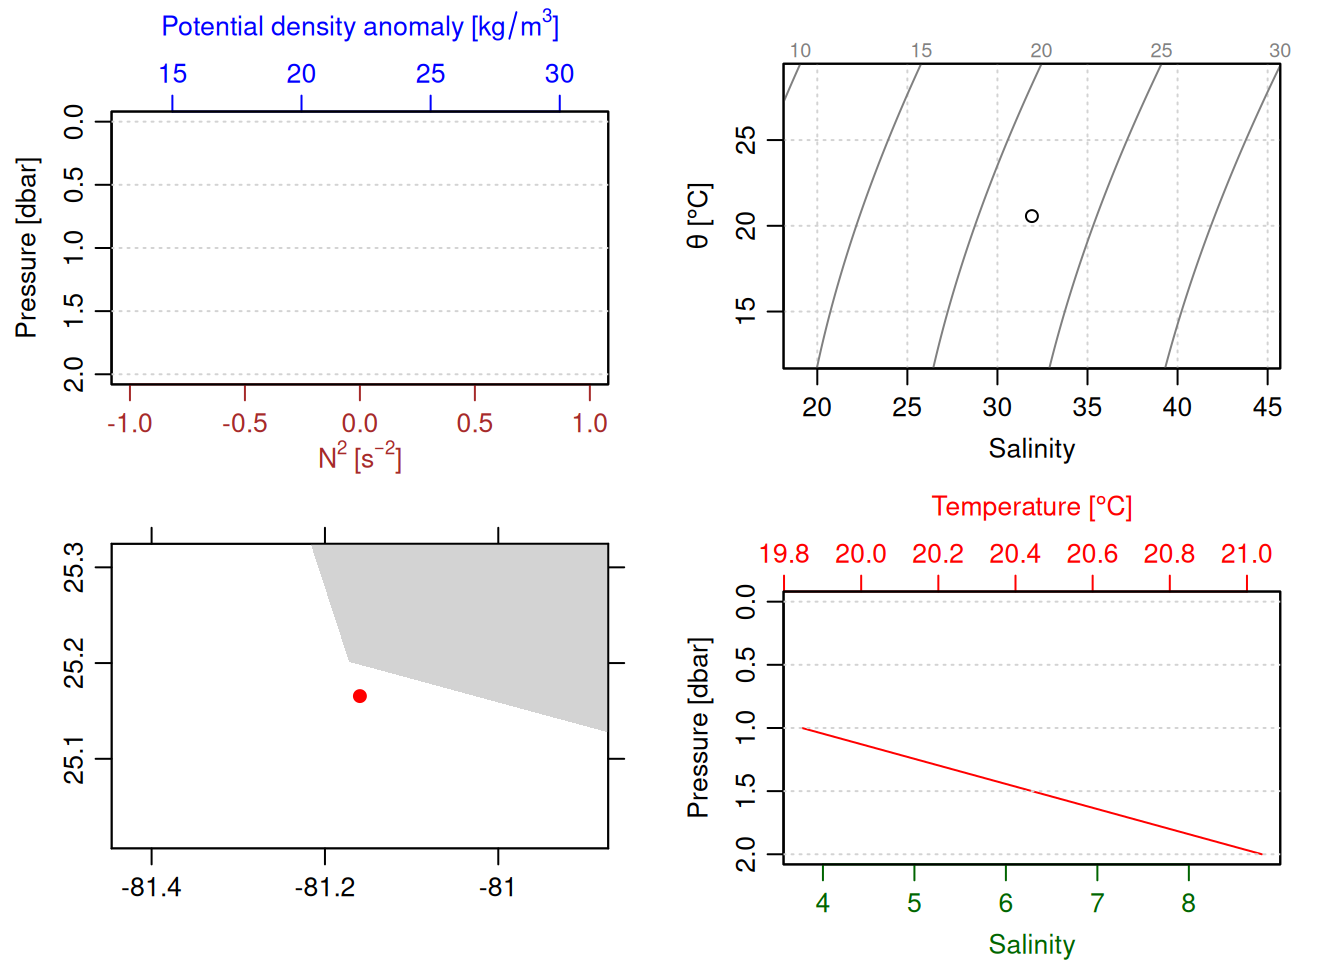 Potential density anomaly [kg/m³]
15 20 25 30
0.0
0.5
1.0
1.5
2.0
Pressure [dbar]
-1.0 -0.5 0.0 0.5 1.0
N² [s⁻²]
10 15 20 25 30
25
20
15
θ [°C]
20 25 30 35 40 45
Salinity
25.3
25.2
25.1
-81.4 -81.2 -81
Temperature [°C]
19.8 20.0 20.2 20.4 20.6 20.8 21.0
0.0
0.5
1.0
1.5
2.0
Pressure [dbar]
4 5 6 7 8
Salinity